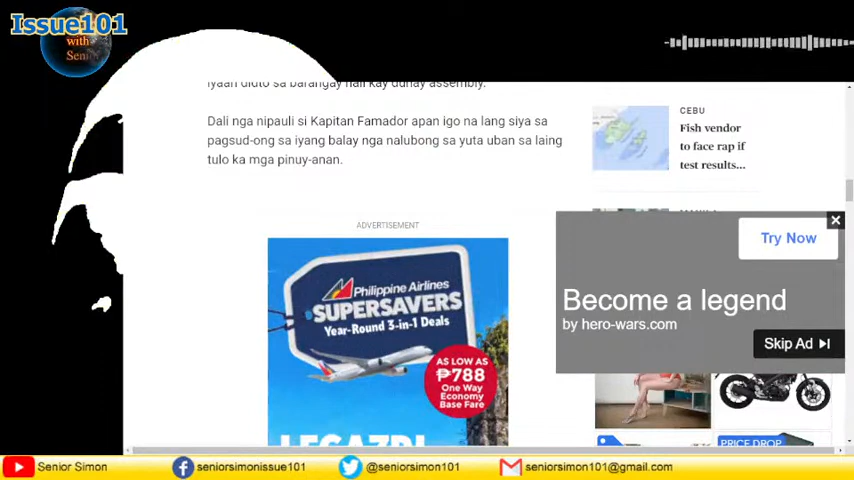 Issue101
with
Senior
iyaan didto sa barangay hall kay dunay assembly.
Dali nga nipauli si Kapitan Famador apan igo na lang siya sa
pagsud-ong sa iyang balay nga nalubong sa yuta uban sa laing
tulo ka mga pinuy-anan.
CEBU
Fish vendor
to face rap if
test results...
ADVERTISEMENT
Philippine Airlines
SUPERSAVERS
Year-Round 3-in-1 Deals
AS LOW AS
₱788
One Way
Economy
Base Fare
LEGAZPI
Try Now
Become a legend
by hero-wars.com
Skip Ad
PRICE DROP
Senior Simon
seniorsimonissue101
@seniorsimon101
seniorsimon101@gmail.com